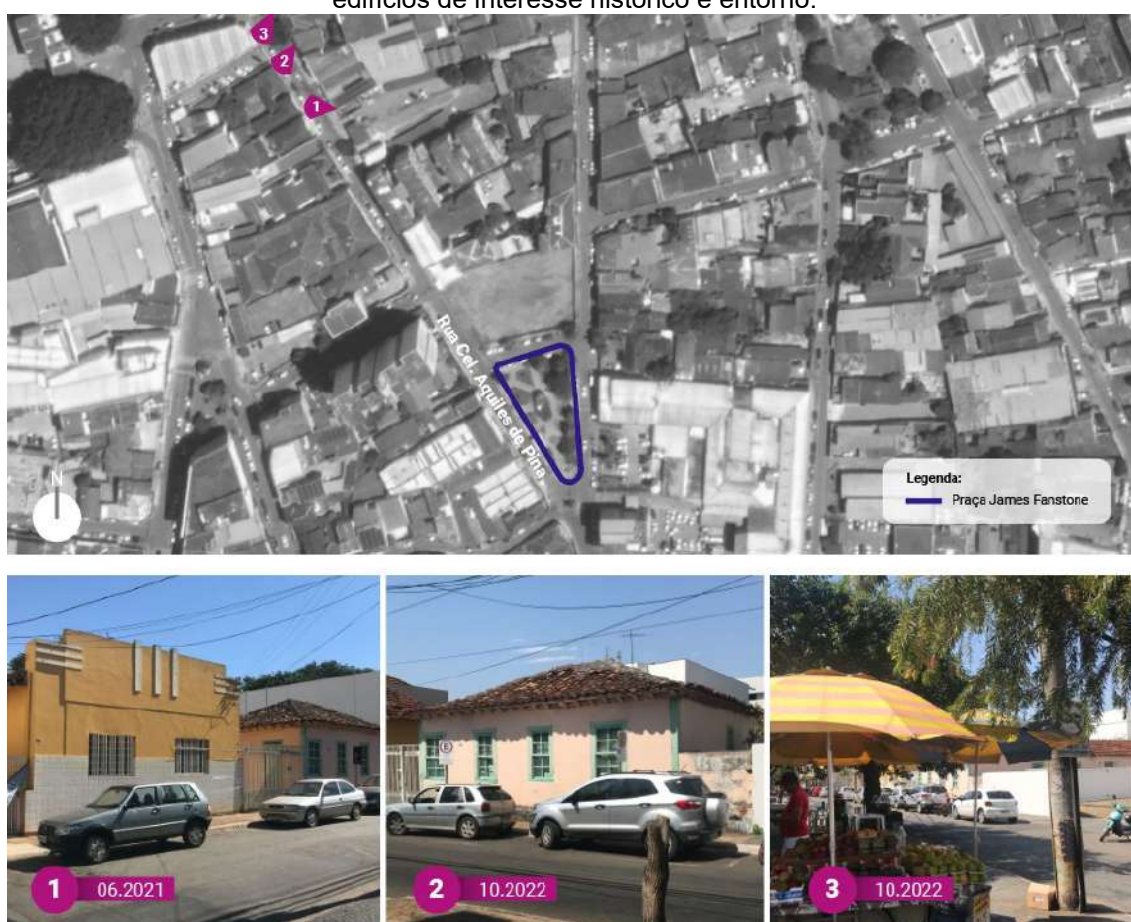 edifícios de interesse histórico e entorno.
3
2
1
Rua Cel. Aquiles de Pina
N
Legenda:
Praça James Fanstone
1 06.2021
2 10.2022
3 10.2022